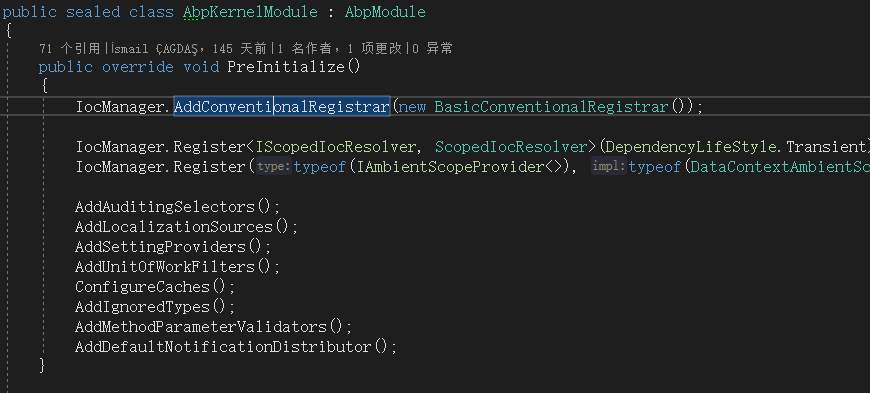 public sealed class AbpKernelModule : AbpModule
{
71 个引用|İsmail ÇAGDAŞ，145 天前|1 名作者，1 项更改|0 异常
public override void PreInitialize()
{
IocManager.AddConventionalRegistrar(new BasicConventionalRegistrar());
IocManager.Register<IScopedIocResolver, ScopedIocResolver>(DependencyLifeStyle.Transient)
IocManager.Register(type:typeof(IAmbientScopeProvider<>), impl:typeof(DataContextAmbientSc
AddAuditingSelectors();
AddLocalizationSources();
AddSettingProviders();
AddUnitOfWorkFilters();
ConfigureCaches();
AddIgnoredTypes();
AddMethodParameterValidators();
AddDefaultNotificationDistributor();
}